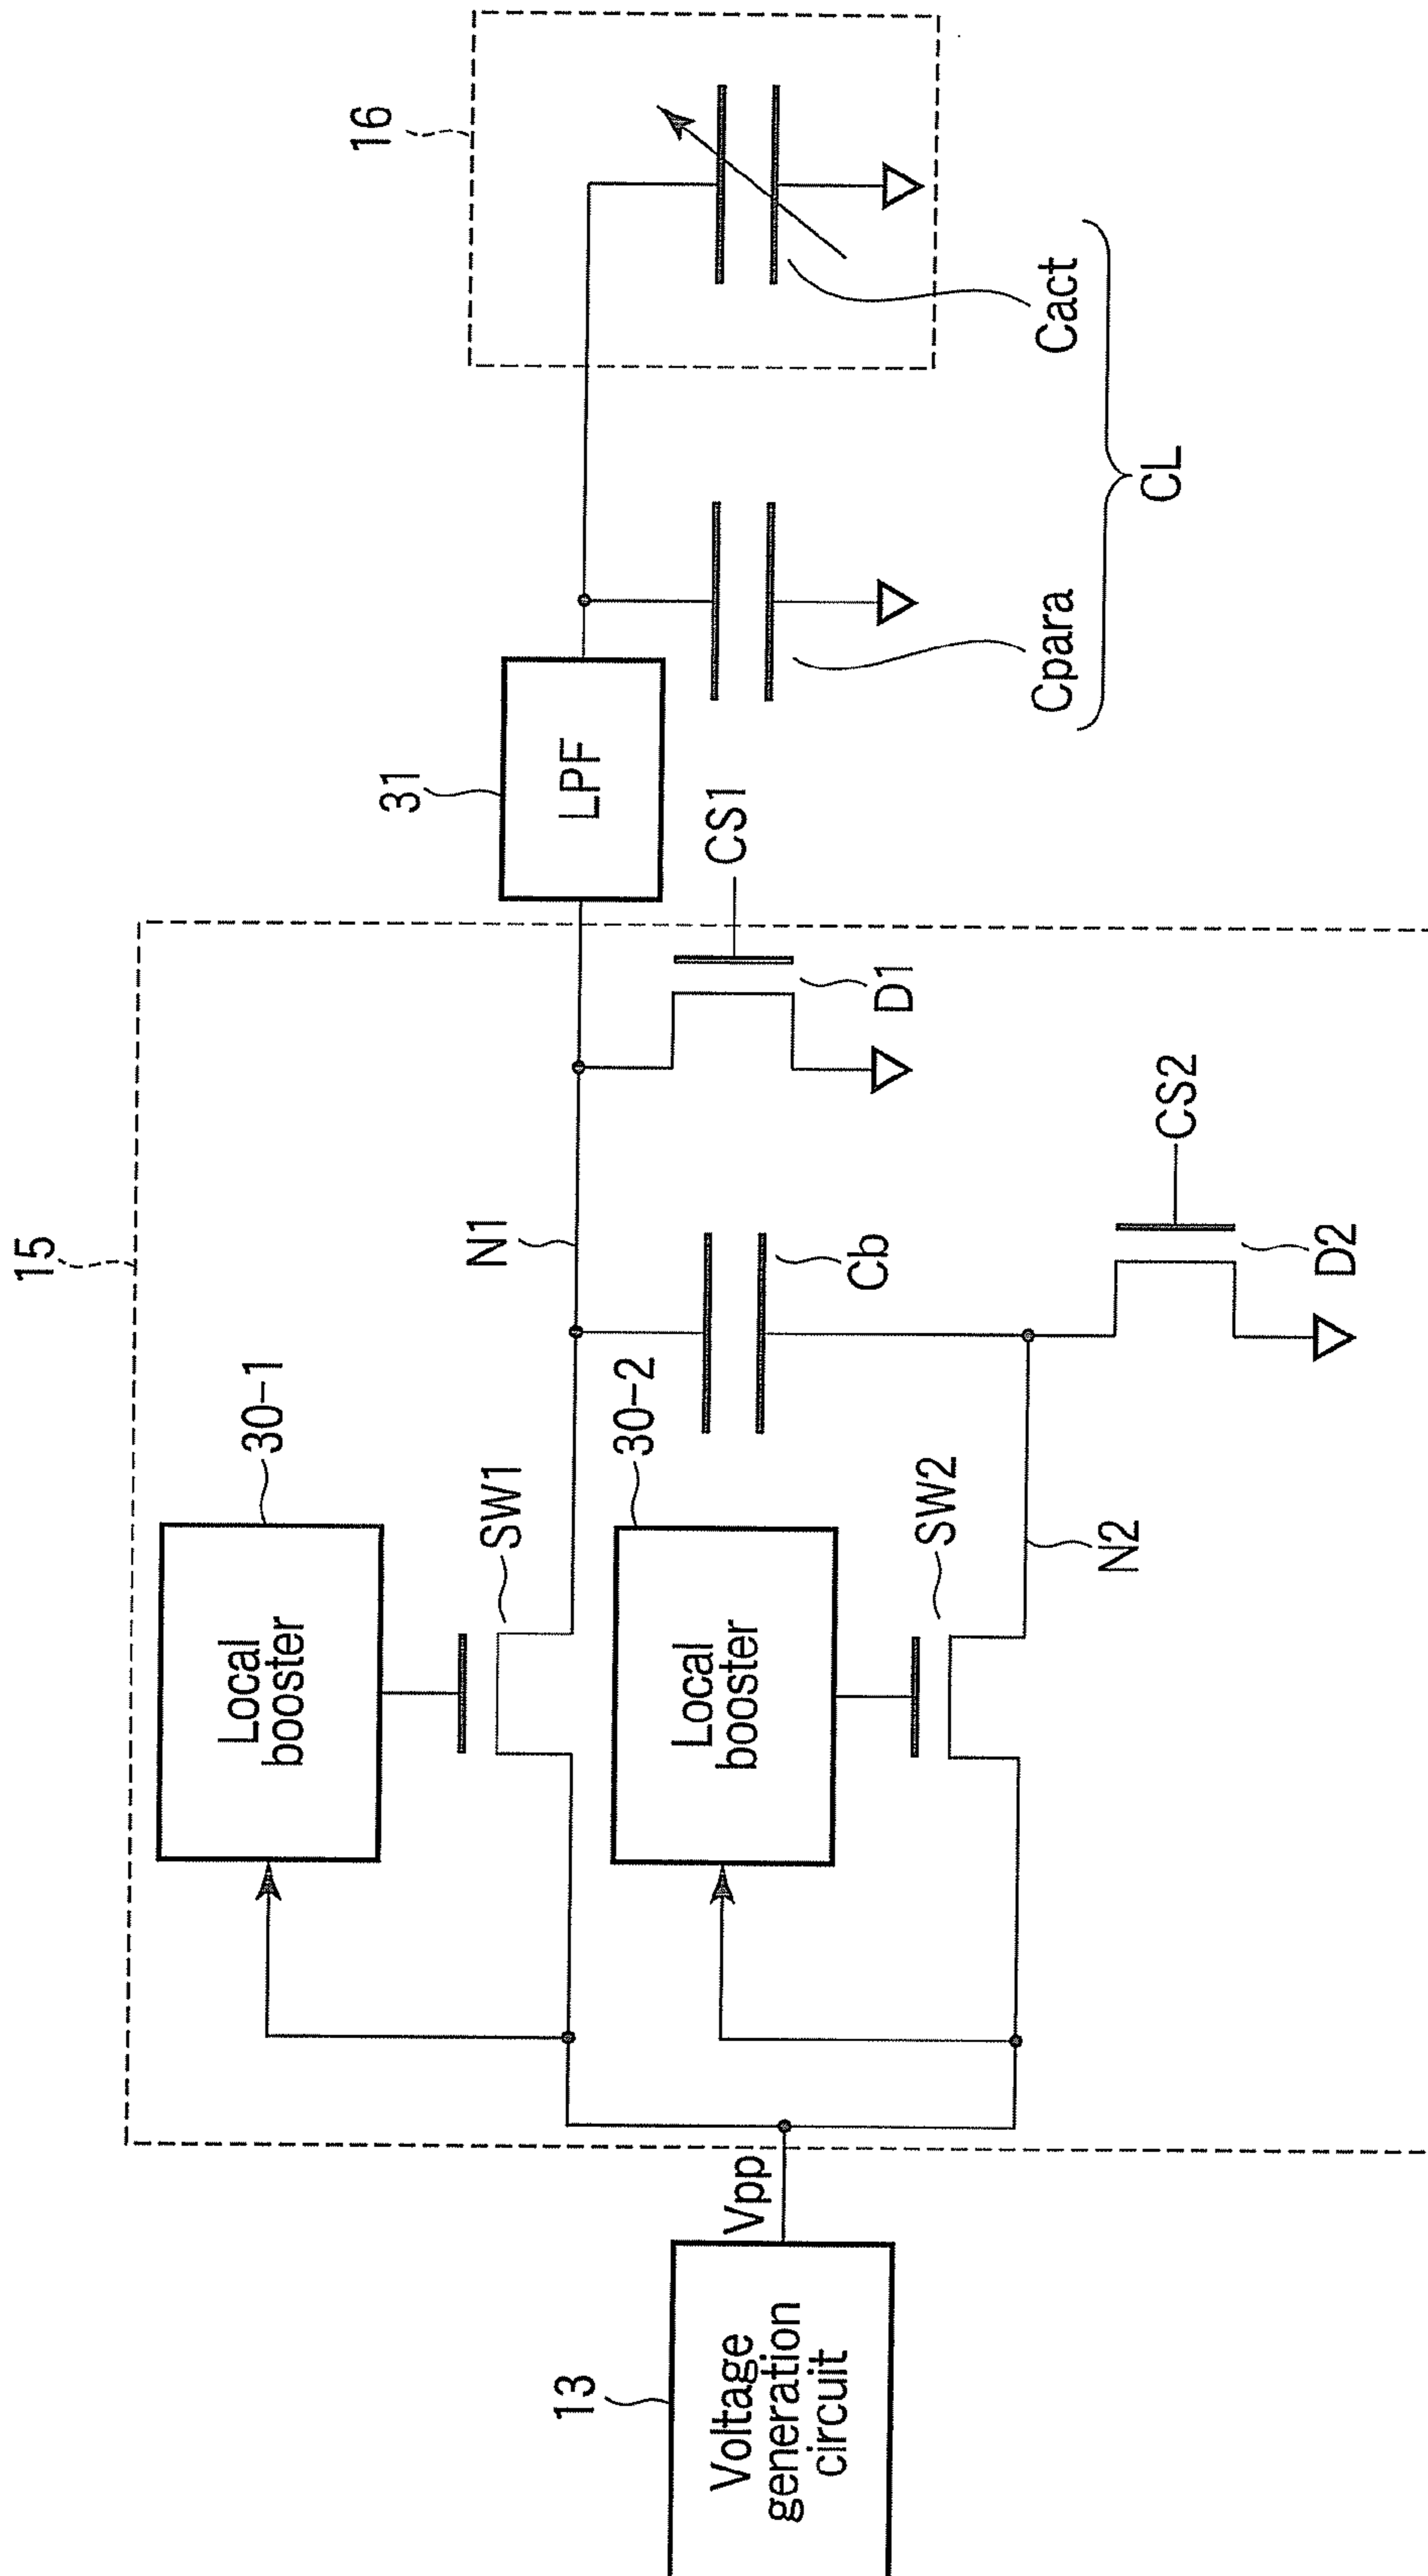 15
16
30-1
Local
booster
SW1
N1
31
LPF
30-2
Local
booster
SW2
Cb
CS1
D1
Cpara
Cact
CL
13
Voltage
generation
circuit
Vpp
N2
CS2
D2